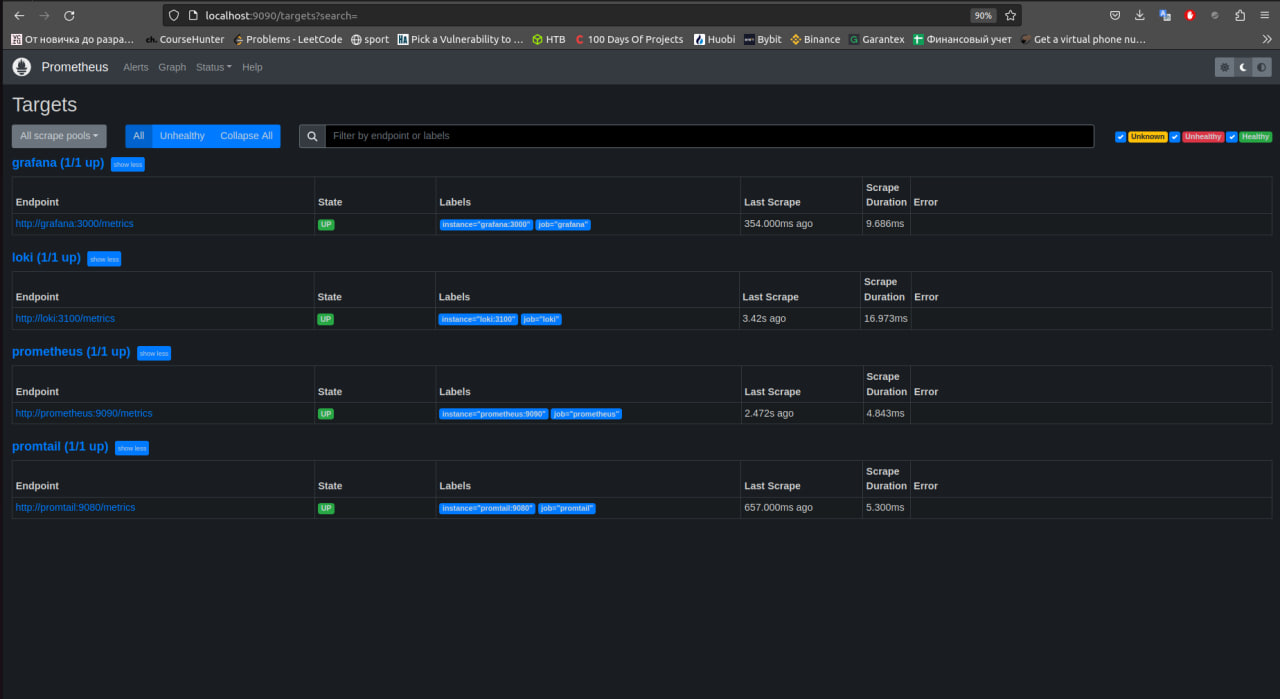 localhost:9090/targets?search=
90%
От новичка до разра...
ch. CourseHunter
Problems - LeetCode
sport
HA Pick a Vulnerability to ...
HTB
100 Days Of Projects
Huobi
Bybit
Binance
G Garantex
Финансовый учет
Get a virtual phone nu...
Prometheus Alerts Graph Status Help
Targets
All scrape pools All Unhealthy Collapse All Filter by endpoint or labels Unknown Unhealthy Healthy
grafana (1/1 up) show less
Endpoint State Labels Last Scrape Scrape Duration Error
http://grafana:3000/metrics UP instance="grafana:3000" job="grafana" 354.000ms ago 9.686ms
loki (1/1 up) show less
Endpoint State Labels Last Scrape Scrape Duration Error
http://loki:3100/metrics UP instance="loki:3100" job="loki" 3.42s ago 16.973ms
prometheus (1/1 up) show less
Endpoint State Labels Last Scrape Scrape Duration Error
http://prometheus:9090/metrics UP instance="prometheus:9090" job="prometheus" 2.472s ago 4.843ms
promtail (1/1 up) show less
Endpoint State Labels Last Scrape Scrape Duration Error
http://promtail:9080/metrics UP instance="promtail:9080" job="promtail" 657.000ms ago 5.300ms